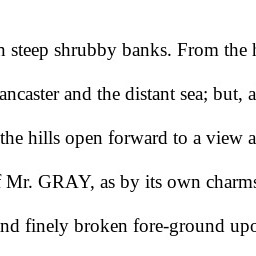 steep shrubby banks. From the
ancaster and the distant sea; but, a
the hills open forward to a view a
Mr. GRAY, as by its own charms
nd finely broken fore-ground upo